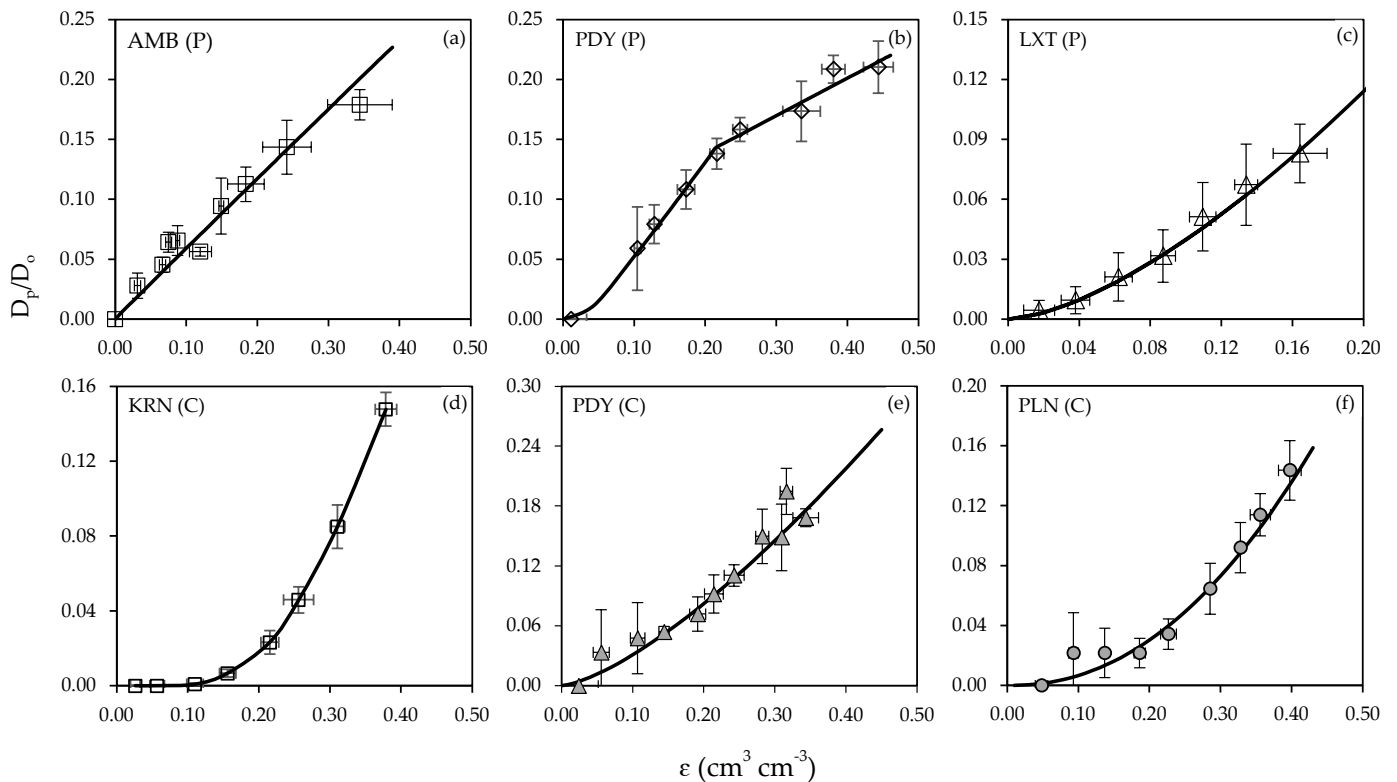 AMB (P)
(a)
0.25
0.20
0.15
0.10
0.05
0.00
0.00 0.10 0.20 0.30 0.40 0.50
PDY (P)
(b)
0.25
0.20
0.15
0.10
0.05
0.00
0.00 0.10 0.20 0.30 0.40 0.50
LXT (P)
(c)
0.15
0.12
0.09
0.06
0.03
0.00
0.00 0.04 0.08 0.12 0.16 0.20
Dp/Do
KRN (C)
(d)
0.16
0.12
0.08
0.04
0.00
0.00 0.10 0.20 0.30 0.40 0.50
PDY (C)
(e)
0.30
0.24
0.18
0.12
0.06
0.00
0.00 0.10 0.20 0.30 0.40 0.50
PLN (C)
(f)
0.20
0.16
0.12
0.08
0.04
0.00
0.00 0.10 0.20 0.30 0.40 0.50
ε (cm³ cm⁻³)